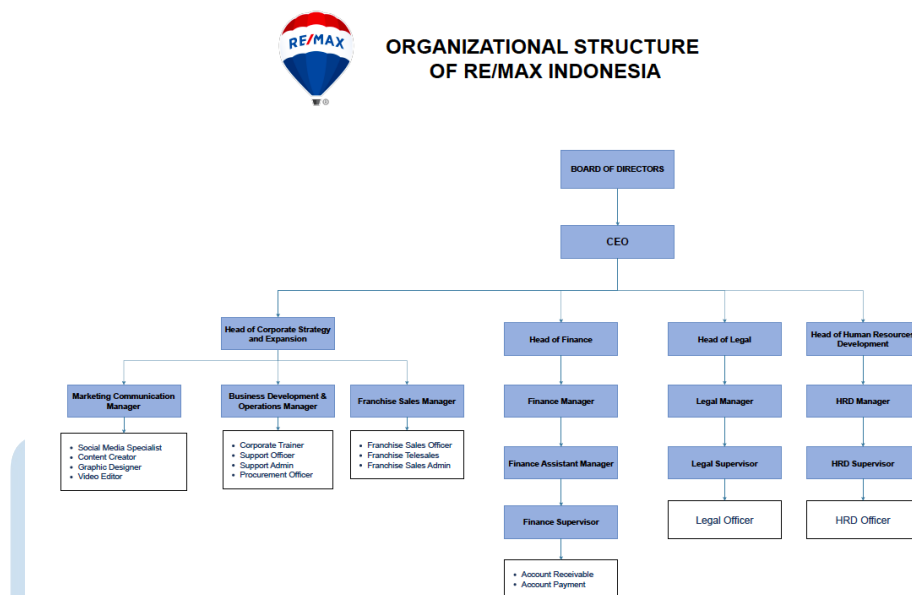 RE/MAX
ORGANIZATIONAL STRUCTURE
OF RE/MAX INDONESIA
BOARD OF DIRECTORS
CEO
Head of Corporate Strategy
and Expansion
Head of Finance
Head of Legal
Head of Human Resources
Development
Marketing Communication
Manager
Business Development &
Operations Manager
Franchise Sales Manager
Finance Manager
Legal Manager
HRD Manager
• Social Media Specialist
• Content Creator
• Graphic Designer
• Video Editor
• Corporate Trainer
• Support Officer
• Support Admin
• Procurement Officer
• Franchise Sales Officer
• Franchise Telesales
• Franchise Sales Admin
Finance Assistant Manager
Legal Supervisor
HRD Supervisor
Finance Supervisor
Legal Officer
HRD Officer
• Account Receivable
• Account Payment